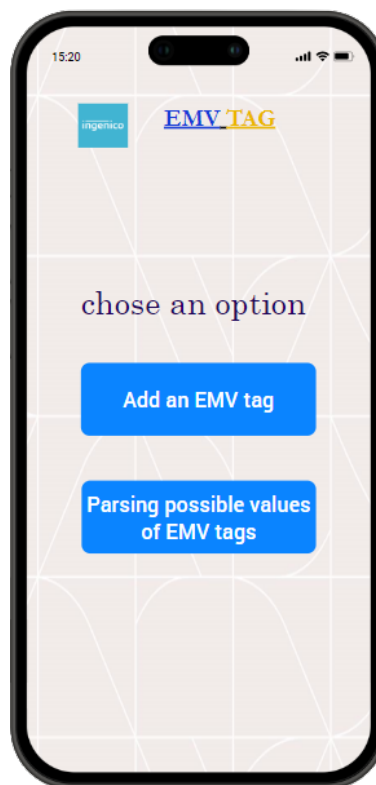 15:20
ingenico
EMV TAG
chose an option
Add an EMV tag
Parsing possible values
of EMV tags